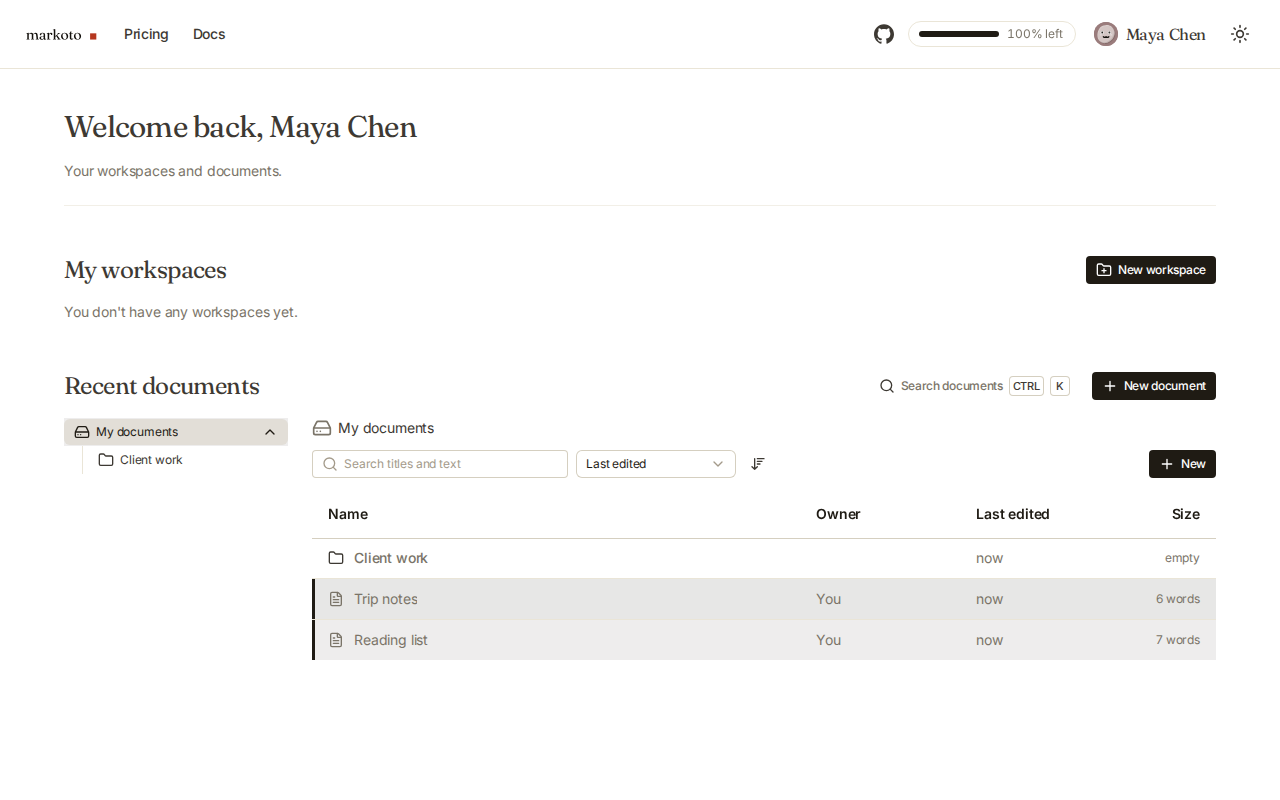 markoto Pricing Docs 100% left Maya Chen
Welcome back, Maya Chen
Your workspaces and documents.
My workspaces New workspace
You don't have any workspaces yet.
Recent documents Search documents CTRL K New document
My documents
Client work
My documents
Search titles and text Last edited New
Name Owner Last edited Size
Client work now empty
Trip notes You now 6 words
Reading list You now 7 words